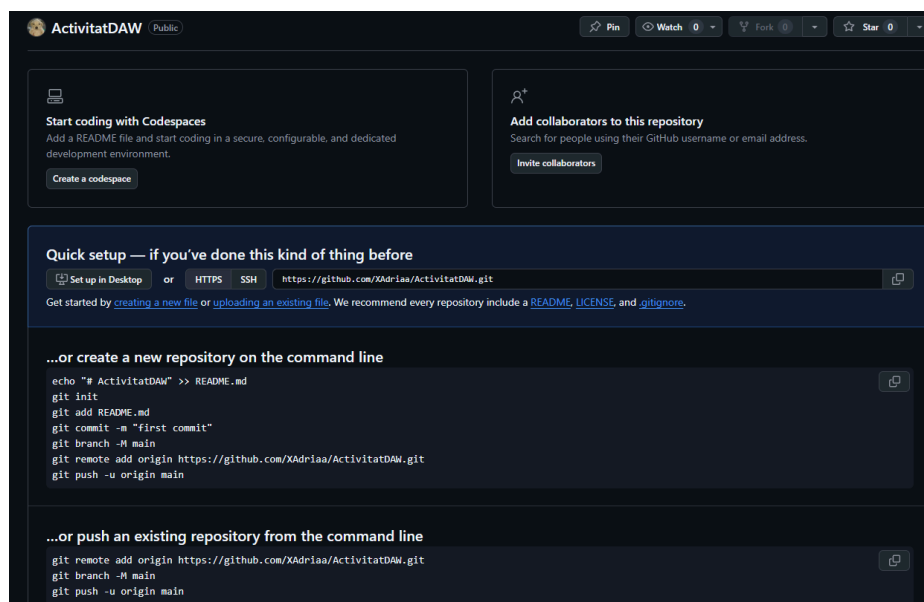 ActivitatDAW Public Pin Watch 0 Fork 0 Star 0
Start coding with Codespaces
Add a README file and start coding in a secure, configurable, and dedicated
development environment.
Create a codespace
Add collaborators to this repository
Search for people using their GitHub username or email address.
Invite collaborators
Quick setup — if you've done this kind of thing before
Set up in Desktop or HTTPS SSH https://github.com/XAdriaa/ActivitatDAW.git
Get started by creating a new file or uploading an existing file. We recommend every repository include a README, LICENSE, and .gitignore.
...or create a new repository on the command line
echo "# ActivitatDAW" >> README.md
git init
git add README.md
git commit -m "first commit"
git branch -M main
git remote add origin https://github.com/XAdriaa/ActivitatDAW.git
git push -u origin main
...or push an existing repository from the command line
git remote add origin https://github.com/XAdriaa/ActivitatDAW.git
git branch -M main
git push -u origin main